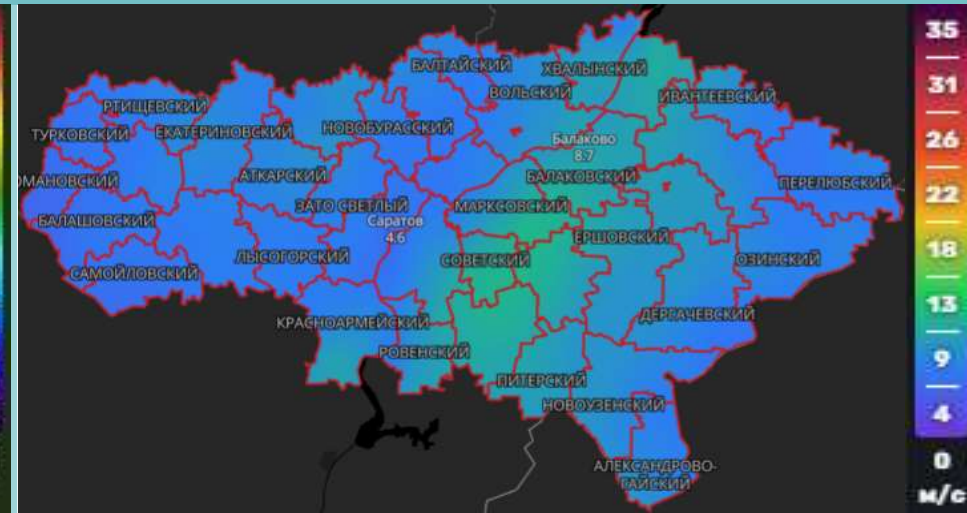 БАЛТАЙСКИЙ
ХВАЛЫНСКИЙ
ВОЛЬСКИЙ
ИВАНТЕЕВСКИЙ
РТИЩЕВСКИЙ
ТУРКОВСКИЙ
ЕКАТЕРИНОВСКИЙ
НОВОБУРАССКИЙ
Балаково
8.7
ОМАНОВСКИЙ
АТКАРСКИЙ
БАЛАКОВСКИЙ
ПЕРЕЛЮБСКИЙ
ЗАТО СВЕТЛЫЙ
МАРКСОВСКИЙ
БАЛАШОВСКИЙ
Саратов
4.6
ЕРШОВСКИЙ
САМОЙЛОВСКИЙ
ЛЫСОГОРСКИЙ
СОВЕТСКИЙ
ОЗИНСКИЙ
КРАСНОАРМЕЙСКИЙ
ДЕРГАЧЕВСКИЙ
РОВЕНСКИЙ
ПИТЕРСКИЙ
НОВОУЗЕНСКИЙ
АЛЕКСАНДРОВО-
ГАЙСКИЙ
35
31
26
22
18
13
9
4
0
м/с